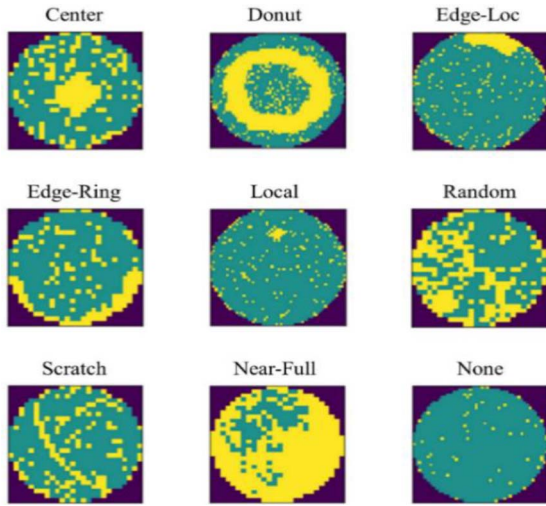 Center Donut Edge-Loc
Edge-Ring Local Random
Scratch Near-Full None